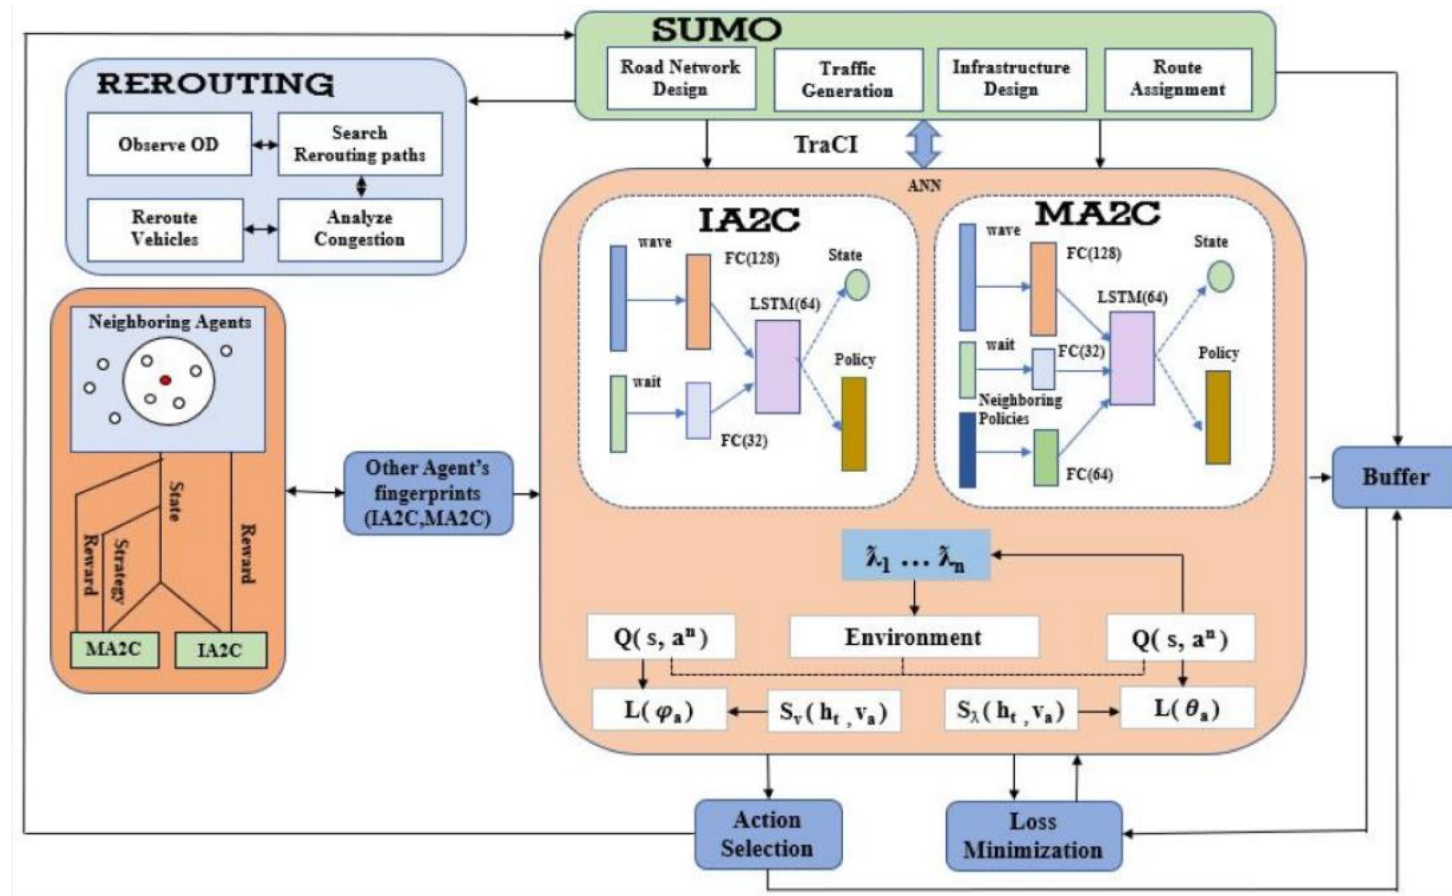 SUMO
Road Network
Design
Traffic
Generation
Infrastructure
Design
Route
Assignment
REROUTING
Observe OD
Search
Rerouting paths
Reroute
Vehicles
Analyze
Congestion
TraCI
ANN
IA2C
wave
FC(128)
State
LSTM(64)
Policy
wait
FC(32)
MA2C
wave
FC(128)
State
LSTM(64)
wait
FC(32)
Policy
Neighboring
Policies
FC(64)
Neighboring Agents
State
Reward
Strategy
Reward
MA2C
IA2C
Other Agent's
fingerprints
(IA2C,MA2C)
Buffer
λ̃₁ … λ̃ₙ
Q( s, aⁿ )
Environment
Q( s, aⁿ )
L( φₐ )
Sᵥ( hₜ , vₐ )
S_λ( hₜ , vₐ )
L( θₐ )
Action
Selection
Loss
Minimization